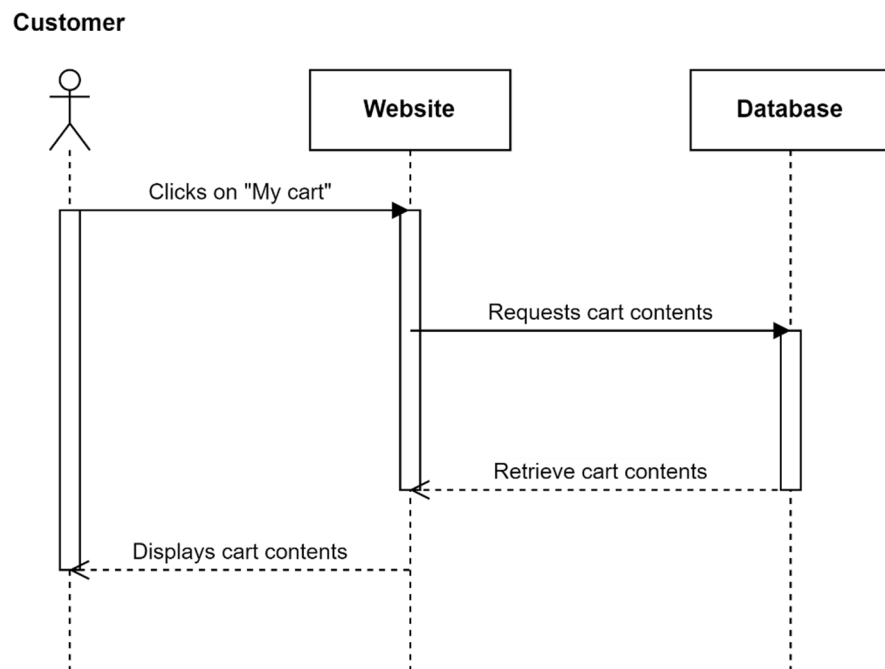 Customer
Website
Database
Clicks on "My cart"
Requests cart contents
Retrieve cart contents
Displays cart contents